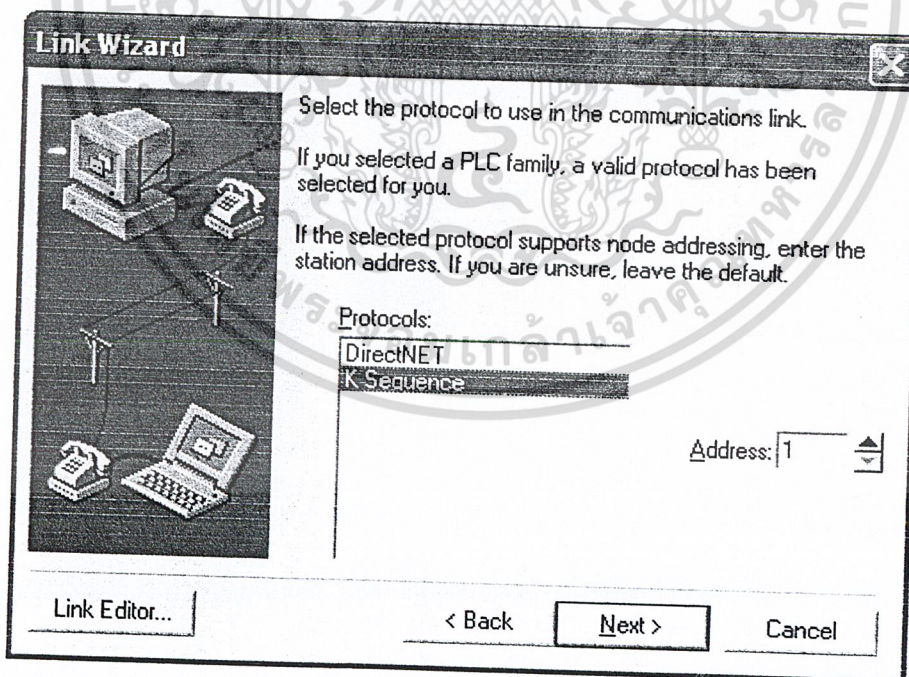 Link Wizard
Select the protocol to use in the communications link.
If you selected a PLC family, a valid protocol has been
selected for you.
If the selected protocol supports node addressing, enter the
station address. If you are unsure, leave the default.
Protocols:
DirectNET
K Sequence
Address: 1
Link Editor...
< Back
Next >
Cancel